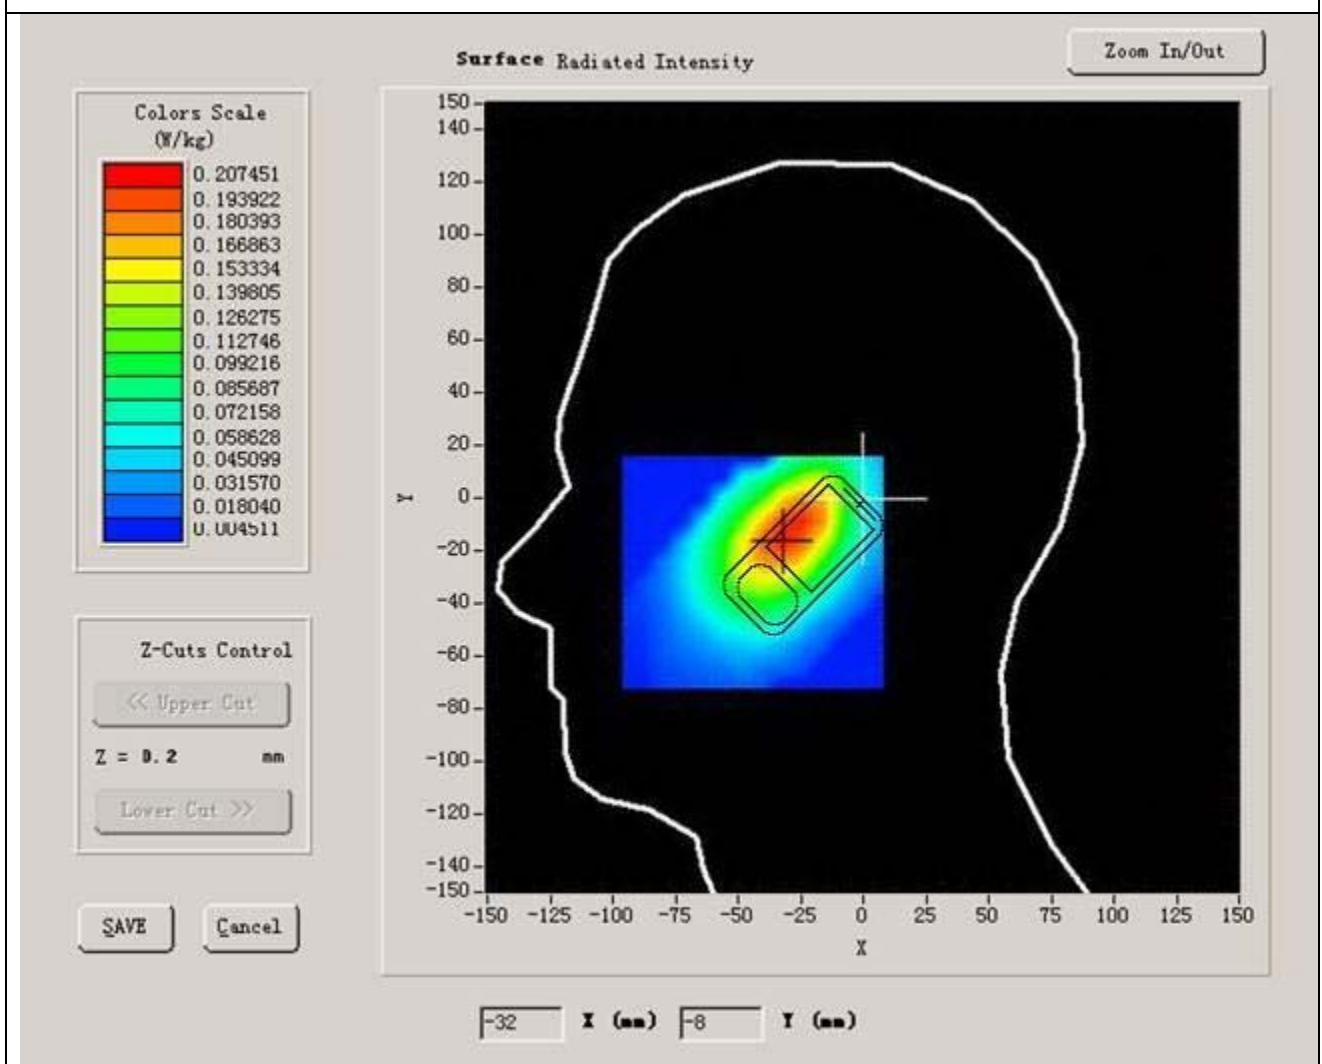 Surface Radiated Intensity
Zoom In/Out
Colors Scale
(W/kg)
0.207451
0.193922
0.180393
0.166863
0.153334
0.139805
0.126275
0.112746
0.099216
0.085687
0.072158
0.058628
0.045099
0.031570
0.018040
0.004511
Z-Cuts Control
<< Upper Cut
Z = 0.2 mm
Lower Cut >>
SAVE Cancel
150
140
120
100
80
60
40
20
0
-20
-40
-60
-80
-100
-120
-140
-150
Y
-150 -125 -100 -75 -50 -25 0 25 50 75 100 125 150
X
-32 X (mm) -8 Y (mm)